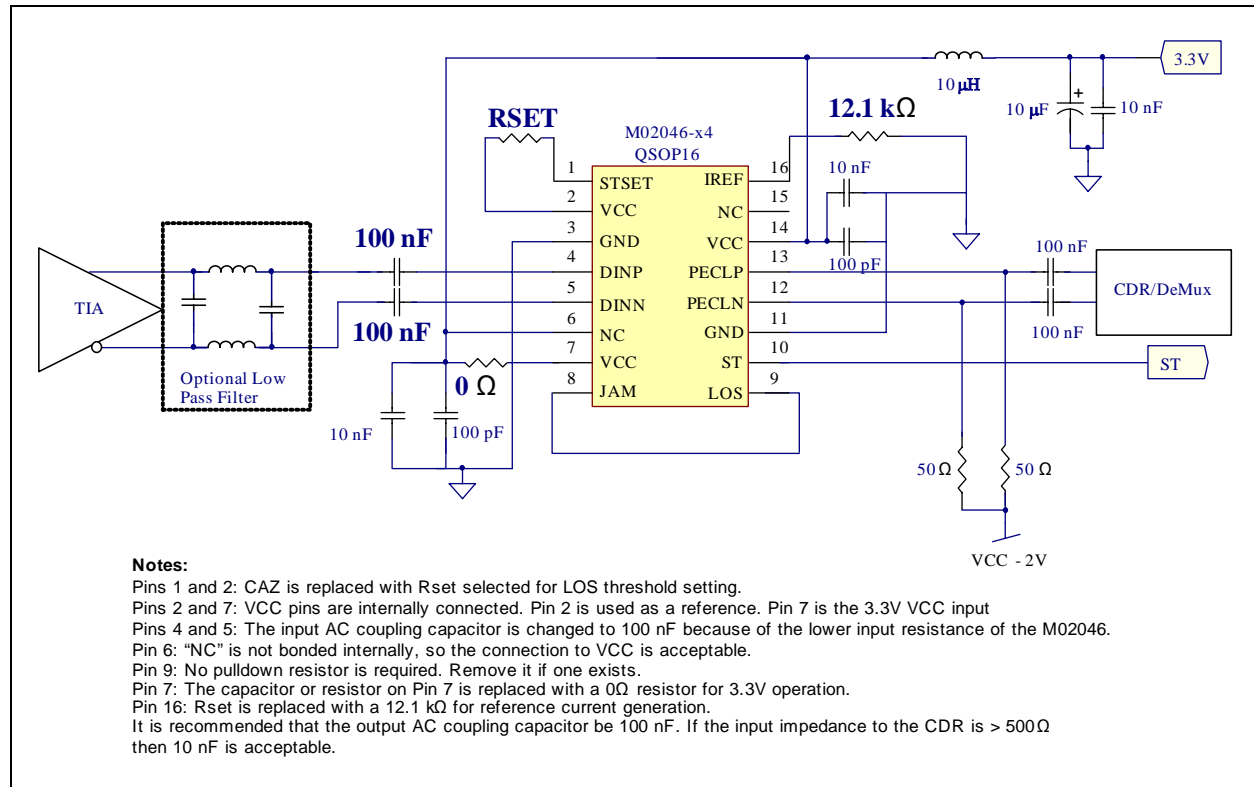 3.3V
10 μH
10 μF
+
10 nF
RSET
12.1 kΩ
M02046-x4
QSOP16
1
STSET
IREF
16
2
VCC
NC
15
10 nF
3
GND
VCC
14
100 pF
4
DINP
PECLP
13
5
DINN
PECLN
12
6
NC
GND
11
7
VCC
ST
10
8
JAM
LOS
9
TIA
Optional Low
Pass Filter
100 nF
100 nF
0 Ω
10 nF
100 pF
100 nF
100 nF
CDR/DeMux
ST
50 Ω
50 Ω
VCC - 2V
Notes:
Pins 1 and 2: CAZ is replaced with Rset selected for LOS threshold setting.
Pins 2 and 7: VCC pins are internally connected. Pin 2 is used as a reference. Pin 7 is the 3.3V VCC input
Pins 4 and 5: The input AC coupling capacitor is changed to 100 nF because of the lower input resistance of the M02046.
Pin 6: “NC” is not bonded internally, so the connection to VCC is acceptable.
Pin 9: No pulldown resistor is required. Remove it if one exists.
Pin 7: The capacitor or resistor on Pin 7 is replaced with a 0Ω resistor for 3.3V operation.
Pin 16: Rset is replaced with a 12.1 kΩ for reference current generation.
It is recommended that the output AC coupling capacitor be 100 nF. If the input impedance to the CDR is > 500Ω
then 10 nF is acceptable.